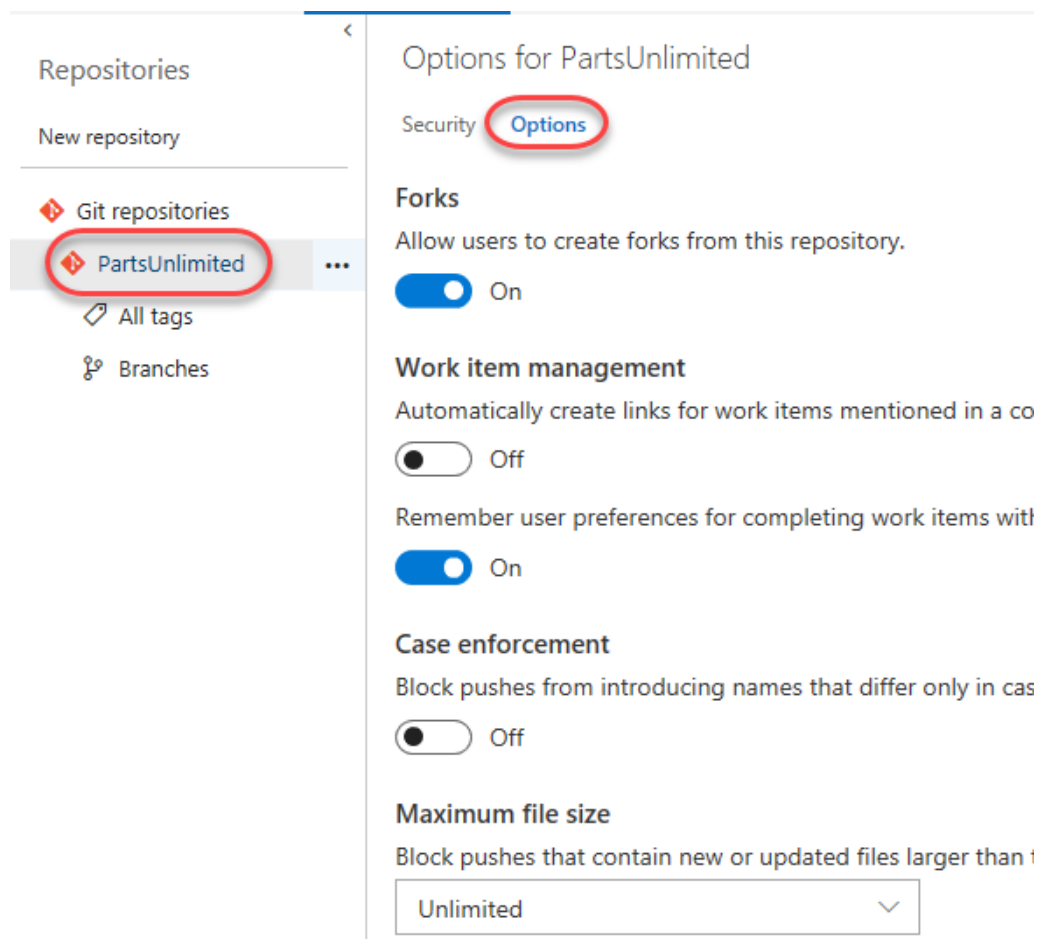 Repositories
New repository
Git repositories
PartsUnlimited
All tags
Branches
Options for PartsUnlimited
Security Options
Forks
Allow users to create forks from this repository.
On
Work item management
Automatically create links for work items mentioned in a co
Off
Remember user preferences for completing work items with
On
Case enforcement
Block pushes from introducing names that differ only in cas
Off
Maximum file size
Block pushes that contain new or updated files larger than
Unlimited